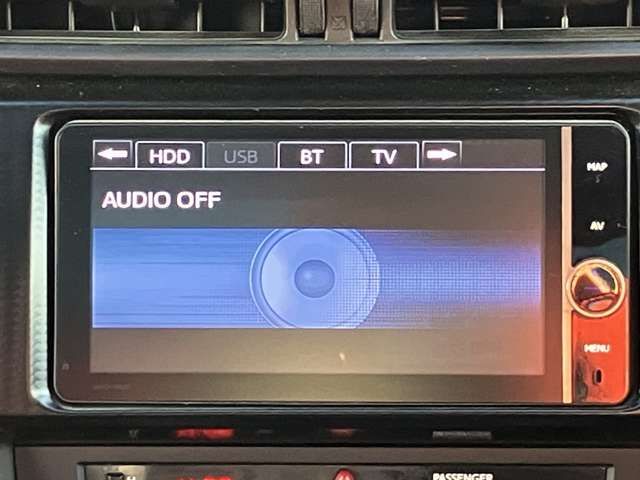 HDD USB BT TV
AUDIO OFF
MAP
AV
MENU
PASSENGER